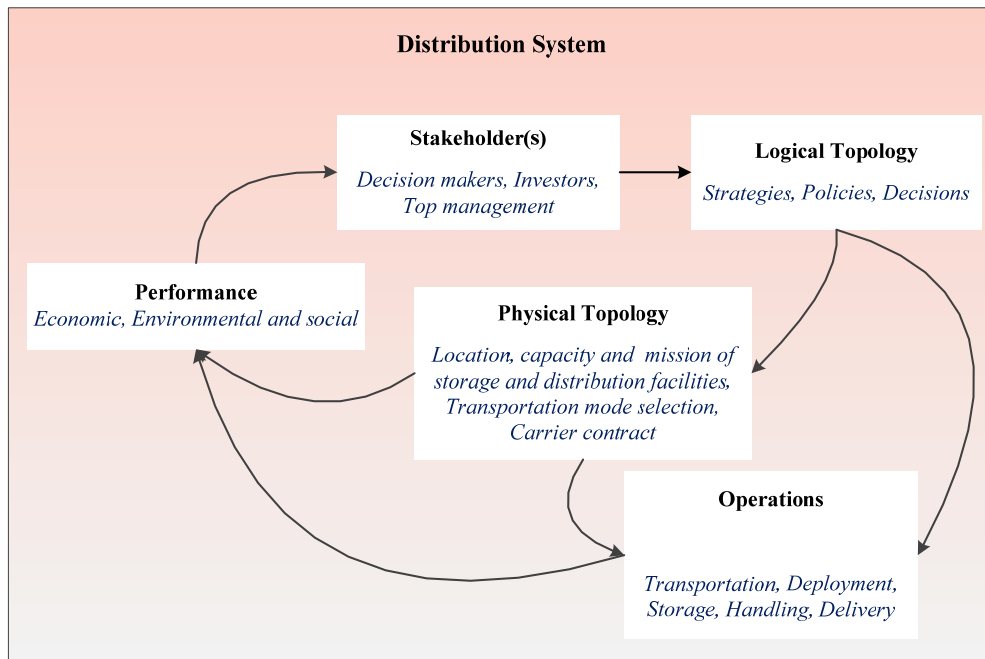 Distribution System
Stakeholder(s)
Decision makers, Investors,
Top management
Logical Topology
Strategies, Policies, Decisions
Performance
Economic, Environmental and social
Physical Topology
Location, capacity and mission of
storage and distribution facilities,
Transportation mode selection,
Carrier contract
Operations
Transportation, Deployment,
Storage, Handling, Delivery